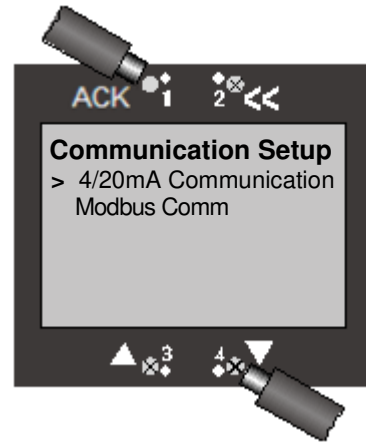 ACK 1 2 <<
Communication Setup
> 4/20mA Communication
Modbus Comm
3 4